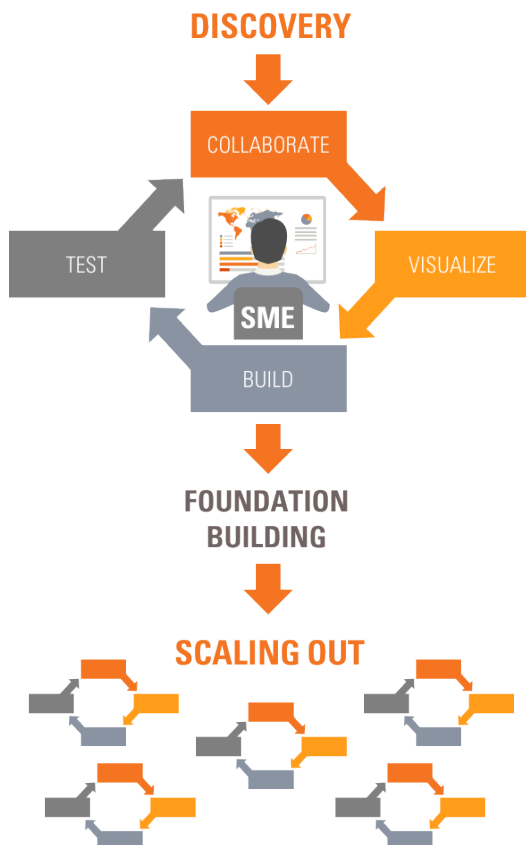 DISCOVERY
COLLABORATE
TEST
VISUALIZE
SME
BUILD
FOUNDATION
BUILDING
SCALING OUT